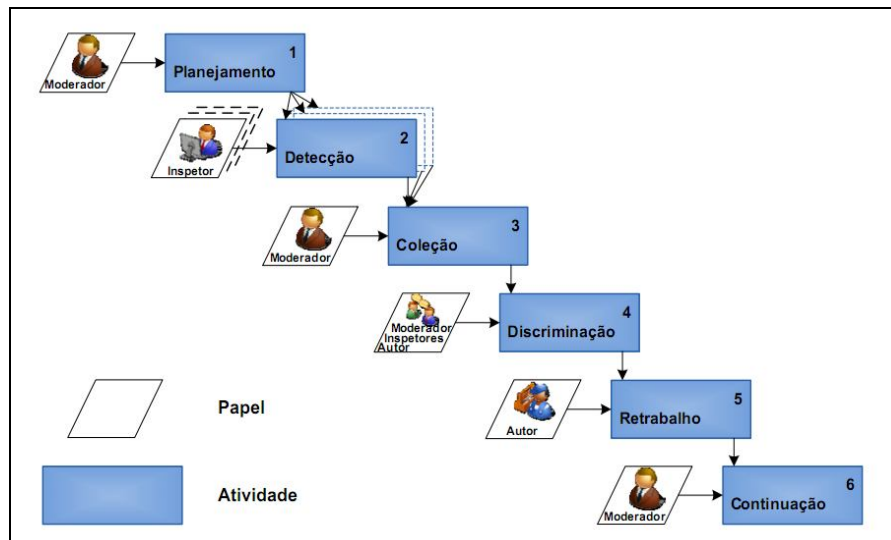 1
Planejamento
Moderador
2
Detecção
Inspetor
3
Coleção
Moderador
4
Discriminação
Moderador
Inspetores
Autor
5
Retrabalho
Autor
6
Continuação
Moderador
Papel
Atividade